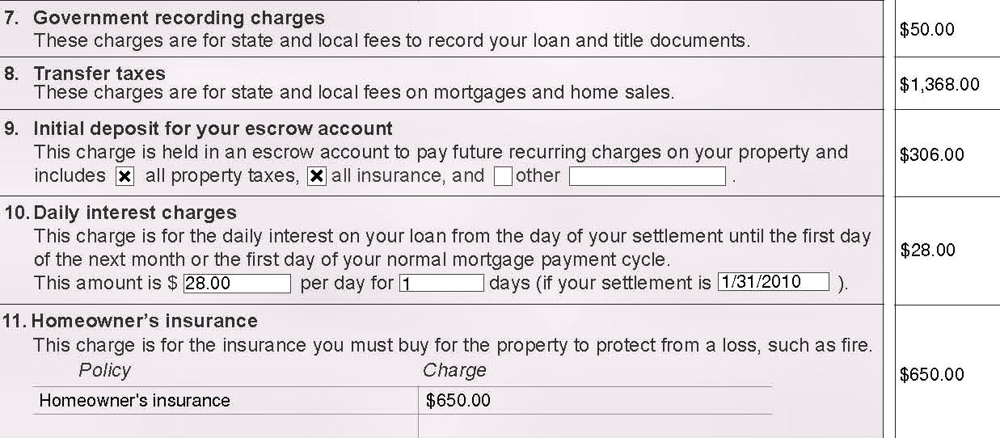 7. Government recording charges
These charges are for state and local fees to record your loan and title documents.
$50.00
8. Transfer taxes
These charges are for state and local fees on mortgages and home sales.
$1,368.00
9. Initial deposit for your escrow account
This charge is held in an escrow account to pay future recurring charges on your property and
includes ☒ all property taxes, ☒ all insurance, and ☐ other .
$306.00
10. Daily interest charges
This charge is for the daily interest on your loan from the day of your settlement until the first day
of the next month or the first day of your normal mortgage payment cycle.
This amount is $ 28.00 per day for 1 days (if your settlement is 1/31/2010 ).
$28.00
11. Homeowner's insurance
This charge is for the insurance you must buy for the property to protect from a loss, such as fire.
Policy Charge
Homeowner's insurance $650.00
$650.00